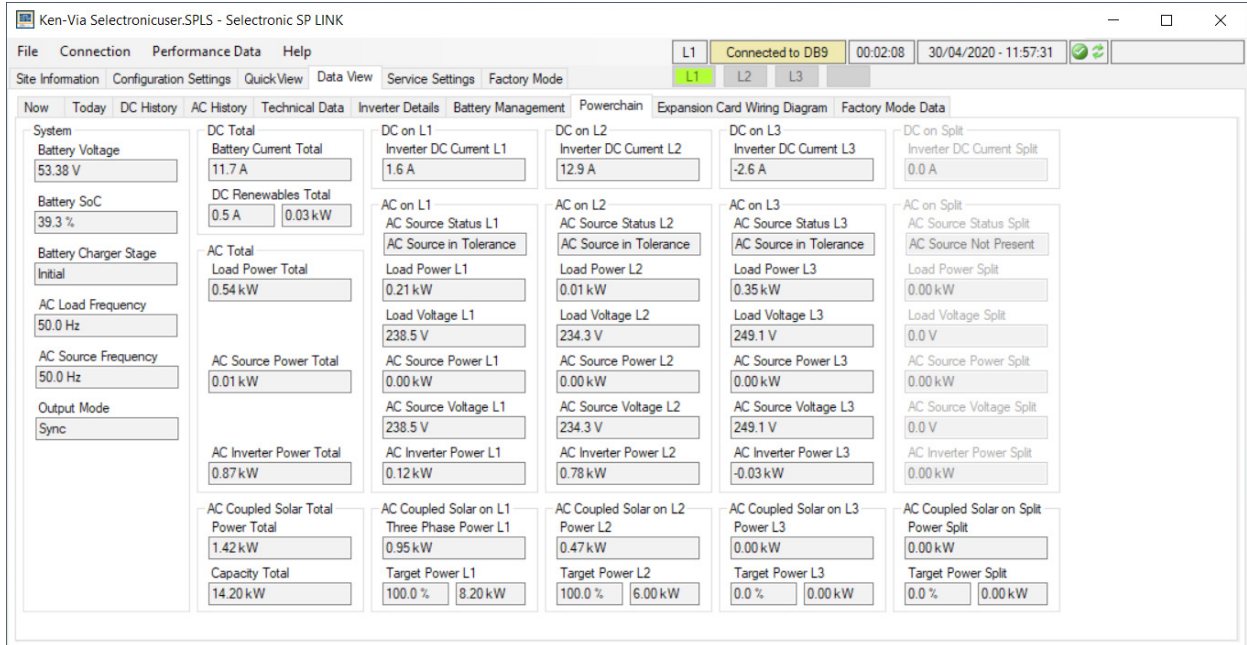 Ken-Via Selectronicuser.SPLS - Selectronic SP LINK
File Connection Performance Data Help L1 Connected to DB9 00:02:08 30/04/2020 - 11:57:31
Site Information Configuration Settings QuickView Data View Service Settings Factory Mode L1 L2 L3
Now Today DC History AC History Technical Data Inverter Details Battery Management Powerchain Expansion Card Wiring Diagram Factory Mode Data
System
Battery Voltage
53.38 V
Battery SoC
39.3 %
Battery Charger Stage
Initial
AC Load Frequency
50.0 Hz
AC Source Frequency
50.0 Hz
Output Mode
Sync
DC Total
Battery Current Total
11.7 A
DC Renewables Total
0.5 A 0.03 kW
AC Total
Load Power Total
0.54 kW
AC Source Power Total
0.01 kW
AC Inverter Power Total
0.87 kW
AC Coupled Solar Total
Power Total
1.42 kW
Capacity Total
14.20 kW
DC on L1
Inverter DC Current L1
1.6 A
AC on L1
AC Source Status L1
AC Source in Tolerance
Load Power L1
0.21 kW
Load Voltage L1
238.5 V
AC Source Power L1
0.00 kW
AC Source Voltage L1
238.5 V
AC Inverter Power L1
0.12 kW
AC Coupled Solar on L1
Three Phase Power L1
0.95 kW
Target Power L1
100.0 % 8.20 kW
DC on L2
Inverter DC Current L2
12.9 A
AC on L2
AC Source Status L2
AC Source in Tolerance
Load Power L2
0.01 kW
Load Voltage L2
234.3 V
AC Source Power L2
0.00 kW
AC Source Voltage L2
234.3 V
AC Inverter Power L2
0.78 kW
AC Coupled Solar on L2
Power L2
0.47 kW
Target Power L2
100.0 % 6.00 kW
DC on L3
Inverter DC Current L3
-2.6 A
AC on L3
AC Source Status L3
AC Source in Tolerance
Load Power L3
0.35 kW
Load Voltage L3
249.1 V
AC Source Power L3
0.00 kW
AC Source Voltage L3
249.1 V
AC Inverter Power L3
-0.03 kW
AC Coupled Solar on L3
Power L3
0.00 kW
Target Power L3
0.0 % 0.00 kW
DC on Split
Inverter DC Current Split
0.0 A
AC on Split
AC Source Status Split
AC Source Not Present
Load Power Split
0.00 kW
Load Voltage Split
0.0 V
AC Source Power Split
0.00 kW
AC Source Voltage Split
0.0 V
AC Inverter Power Split
0.00 kW
AC Coupled Solar on Split
Power Split
0.00 kW
Target Power Split
0.0 % 0.00 kW